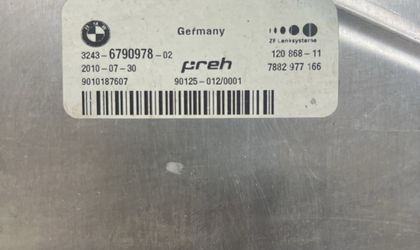 BMW
Germany
ZF Lenksysteme
3243-6790978-02
120 868-11
2010-07-30
preh
7882 977 166
9010187607
90125-012/0001